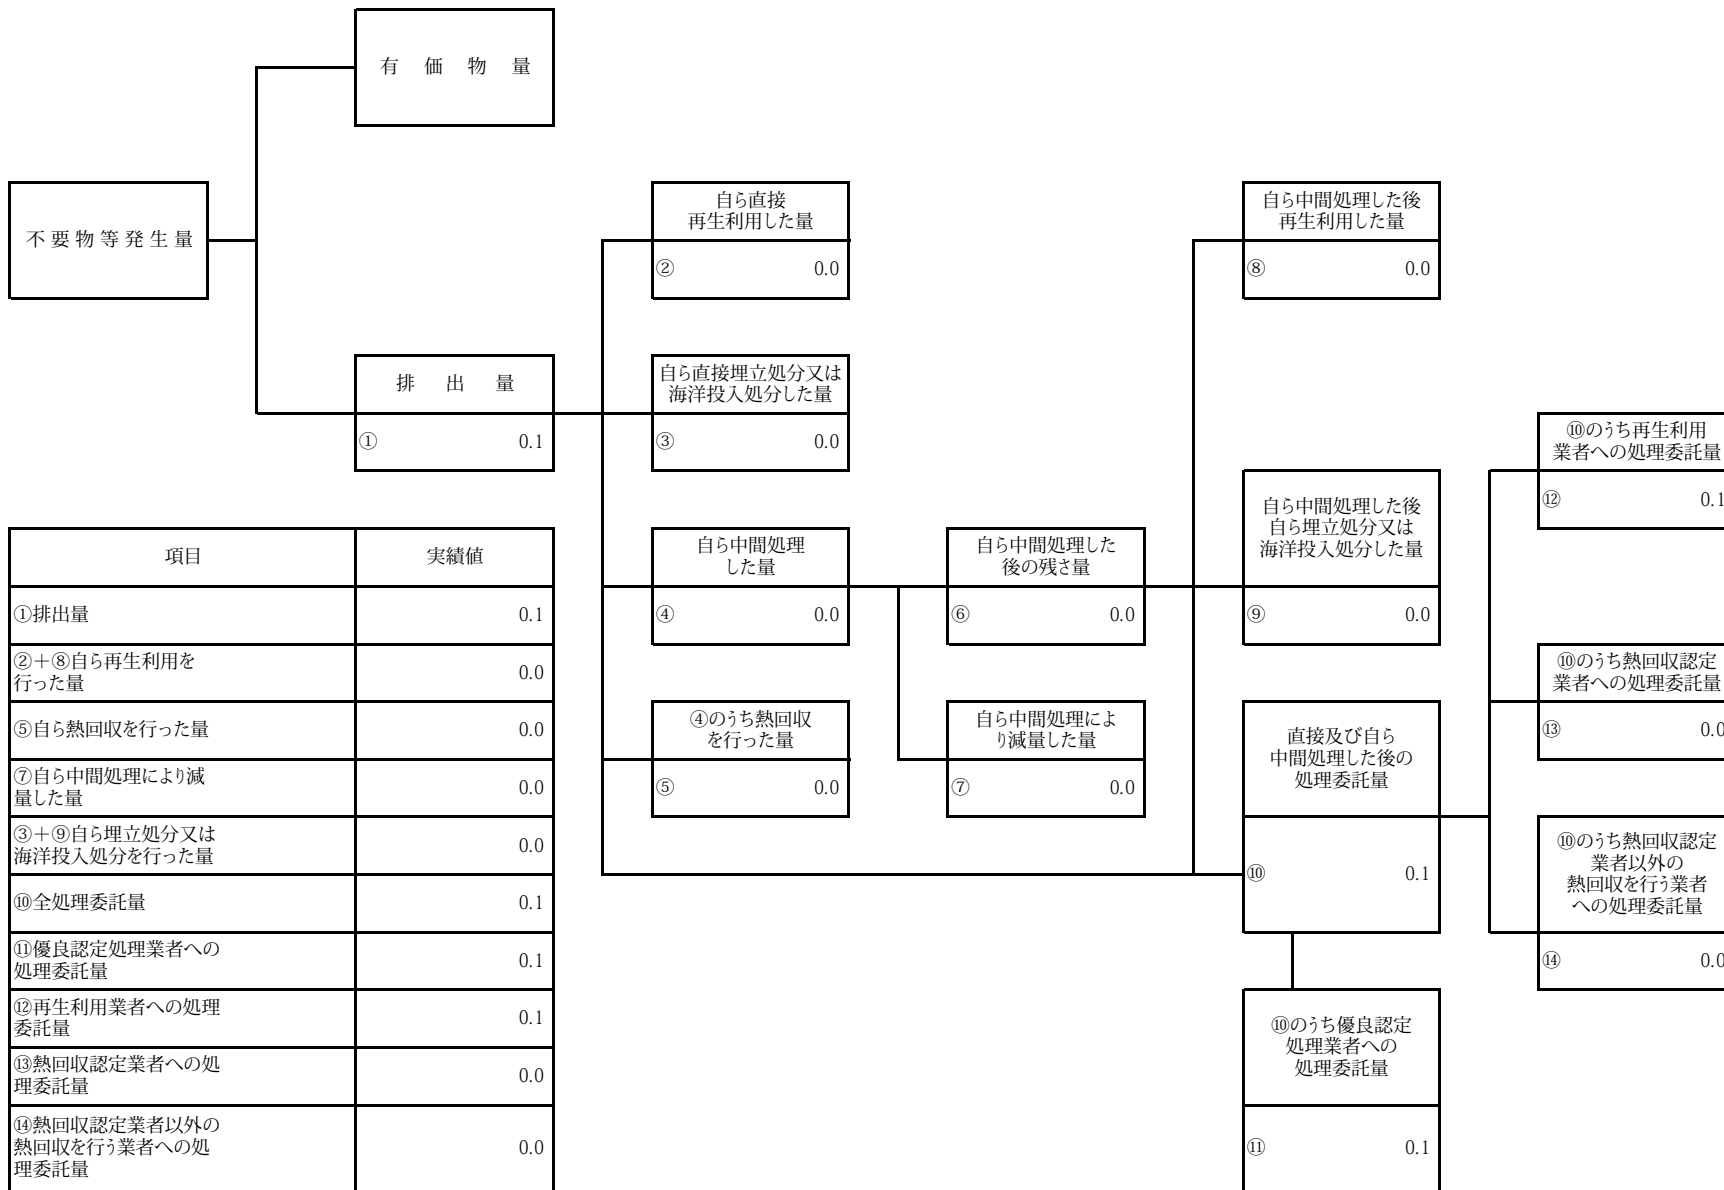 有価物量
不要物等発生量
排出量
① 0.1
自ら直接
再生利用した量
② 0.0
自ら直接埋立処分又は
海洋投入処分した量
③ 0.0
自ら中間処理
した量
④ 0.0
④のうち熱回収
を行った量
⑤ 0.0
自ら中間処理した
後の残さ量
⑥ 0.0
自ら中間処理によ
り減量した量
⑦ 0.0
自ら中間処理した後
再生利用した量
⑧ 0.0
自ら中間処理した後
自ら埋立処分又は
海洋投入処分した量
⑨ 0.0
直接及び自ら
中間処理した後の
処理委託量
⑩ 0.1
⑩のうち優良認定
処理業者への
処理委託量
⑪ 0.1
⑩のうち再生利用
業者への処理委託量
⑫ 0.1
⑩のうち熱回収認定
業者への処理委託量
⑬ 0.0
⑩のうち熱回収認定
業者以外の
熱回収を行う業者
への処理委託量
⑭ 0.0
項目 実績値
①排出量 0.1
②+⑧自ら再生利用を
行った量 0.0
⑤自ら熱回収を行った量 0.0
⑦自ら中間処理により減
量した量 0.0
③+⑨自ら埋立処分又は
海洋投入処分を行った量 0.0
⑩全処理委託量 0.1
⑪優良認定処理業者への
処理委託量 0.1
⑫再生利用業者への処理
委託量 0.1
⑬熱回収認定業者への処
理委託量 0.0
⑭熱回収認定業者以外の
熱回収を行う業者への処
理委託量 0.0